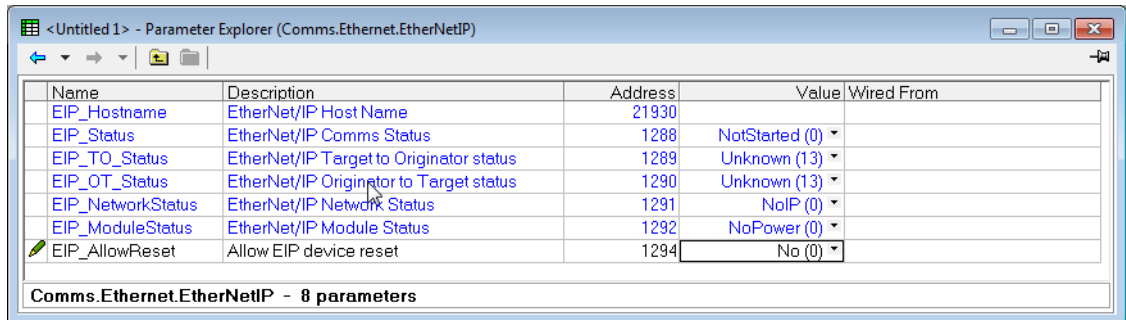 <Untitled 1> - Parameter Explorer (Comms.Ethernet.EtherNetIP)
Name Description Address Value Wired From
EIP_Hostname EtherNet/IP Host Name 21930
EIP_Status EtherNet/IP Comms Status 1288 NotStarted (0)
EIP_TO_Status EtherNet/IP Target to Originator status 1289 Unknown (13)
EIP_OT_Status EtherNet/IP Originator to Target status 1290 Unknown (13)
EIP_NetworkStatus EtherNet/IP Network Status 1291 NoIP (0)
EIP_ModuleStatus EtherNet/IP Module Status 1292 NoPower (0)
EIP_AllowReset Allow EIP device reset 1294 No (0)
Comms.Ethernet.EtherNetIP - 8 parameters